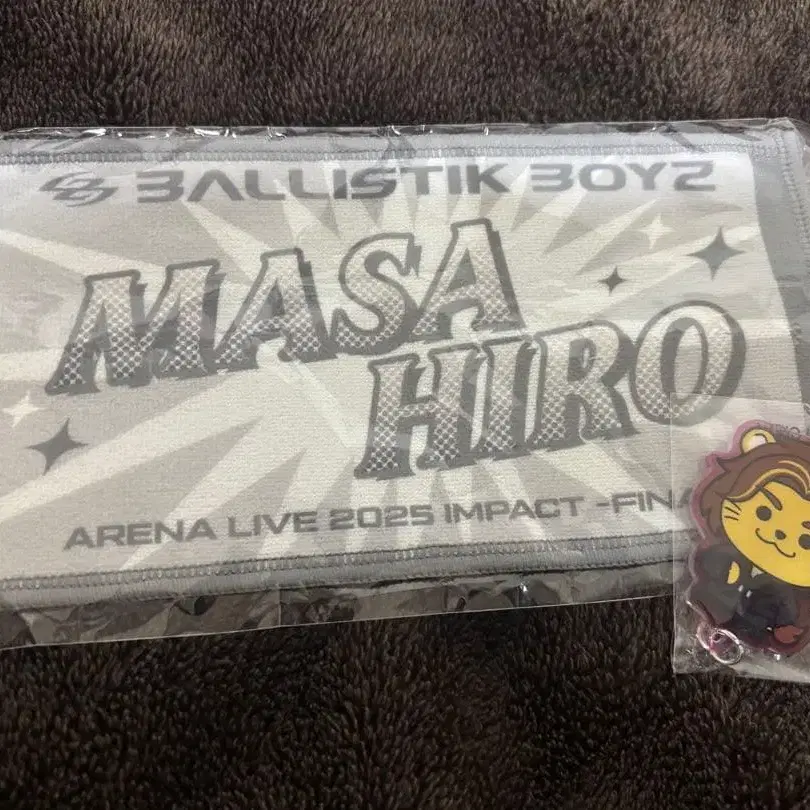 BALLISTIK BOYZ
MASA
HIRO
ARENA LIVE 2025 IMPACT -FINA